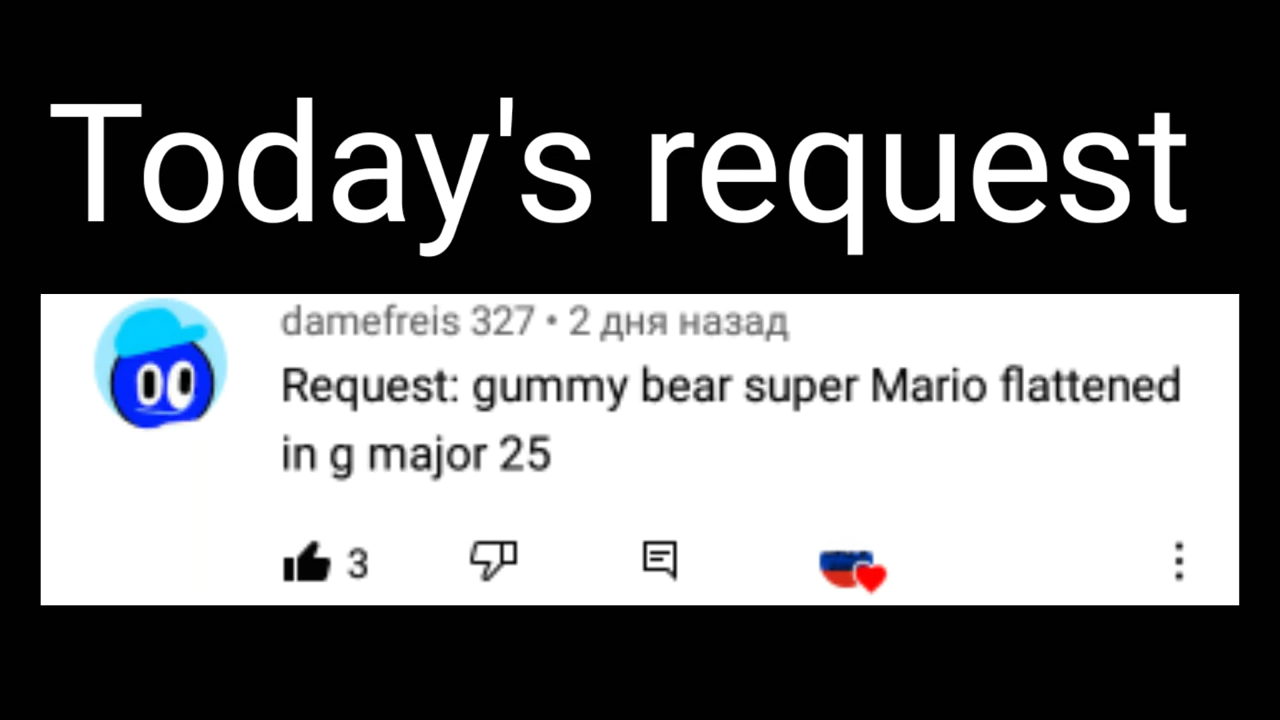 Today's request
damefreis 327 • 2 дня назад
Request: gummy bear super Mario flattened
in g major 25
3